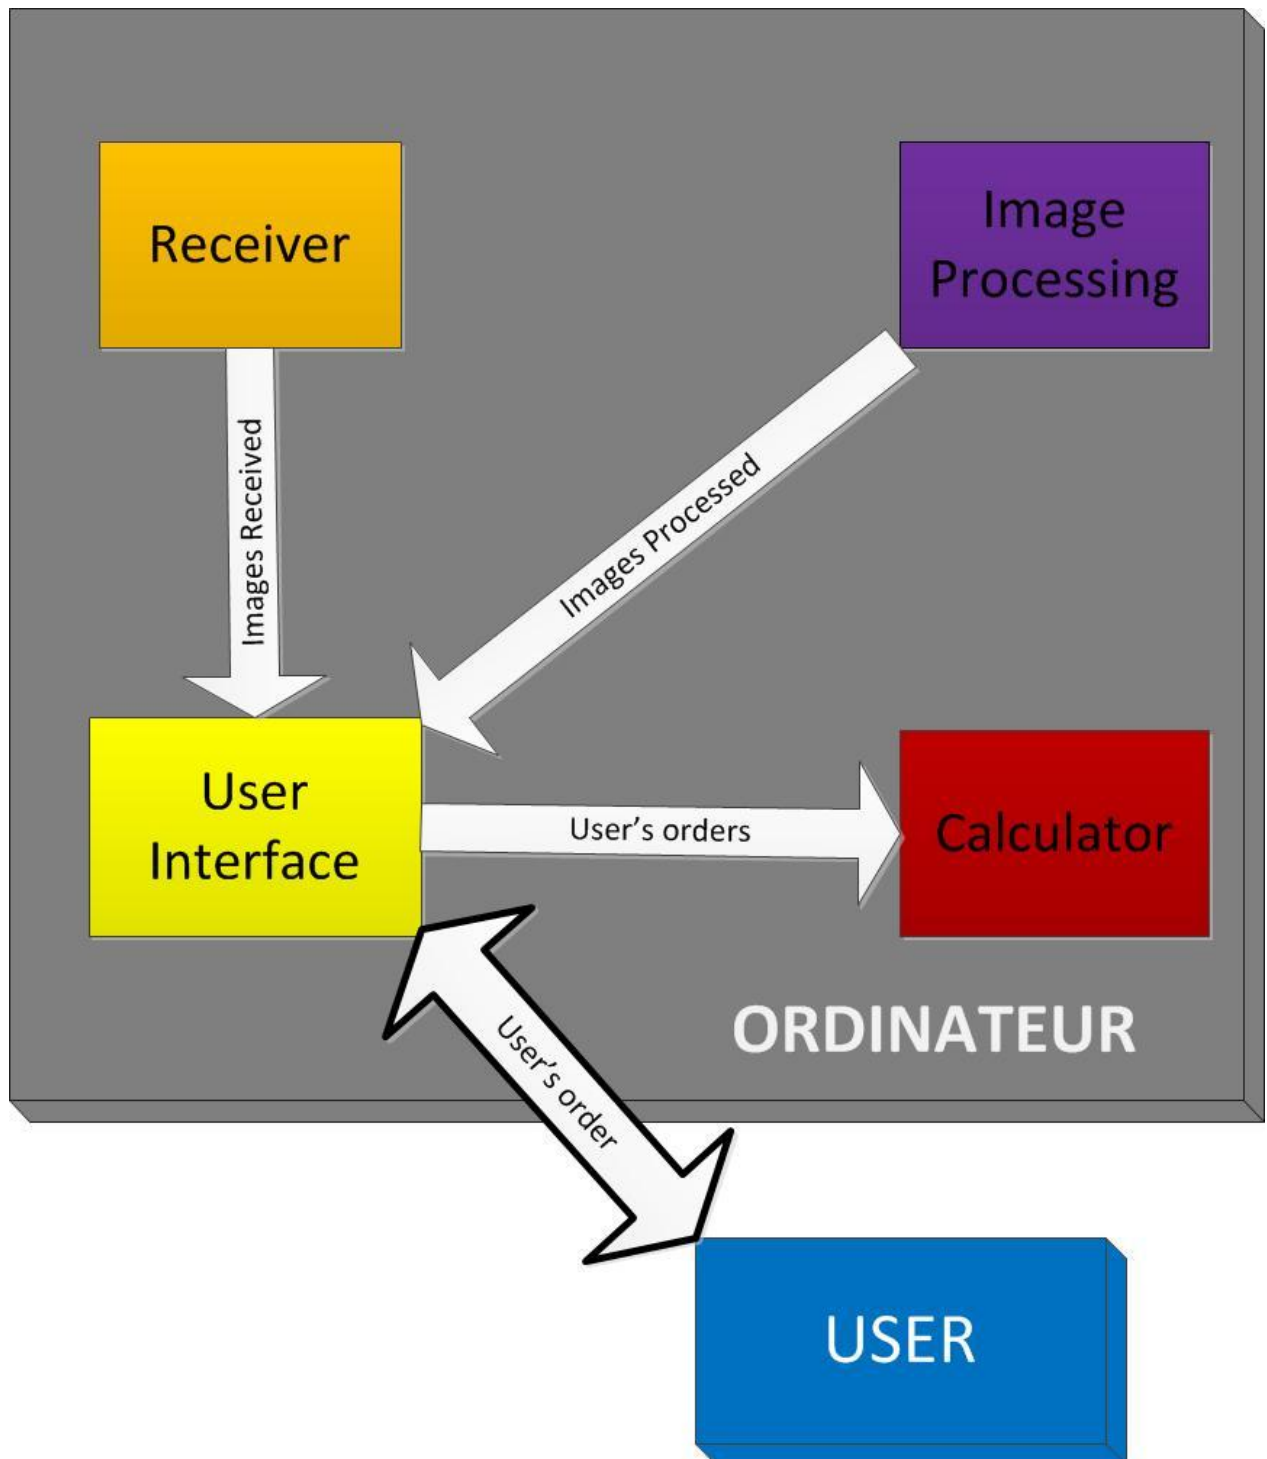 Receiver
Image
Processing
Images Received
Images Processed
User
Interface
User's orders
Calculator
ORDINATEUR
User's order
USER